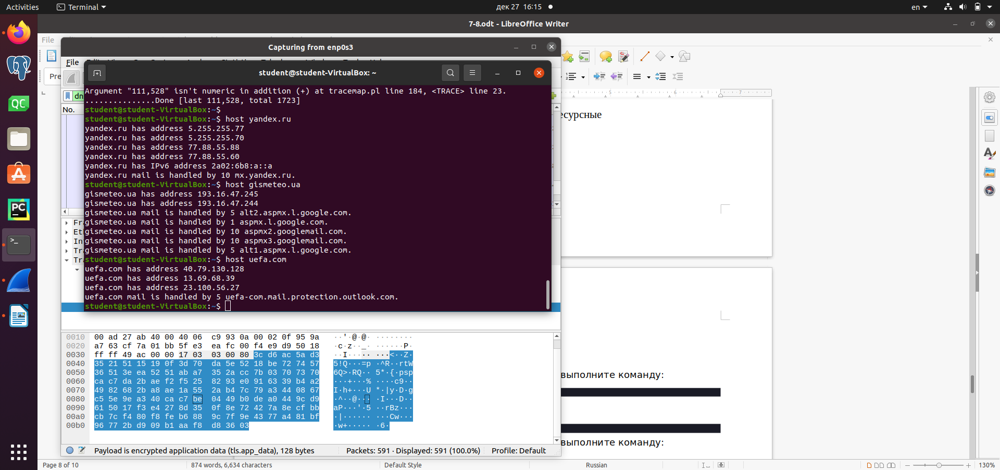 Activities
Terminal
дек 27 16:15
en
7-8.odt - LibreOffice Writer
File
Capturing from enp0s3
File
Pre
student@student-VirtualBox: ~
dn
No.
Argument "111,528" isn't numeric in addition (+) at tracemap.pl line 184, <TRACE> line 23.
...............Done [last 111,528, total 1723]
student@student-VirtualBox:~$
student@student-VirtualBox:~$ host yandex.ru
yandex.ru has address 5.255.255.77
yandex.ru has address 5.255.255.70
yandex.ru has address 77.88.55.88
yandex.ru has address 77.88.55.60
yandex.ru has IPv6 address 2a02:6b8:a::a
yandex.ru mail is handled by 10 mx.yandex.ru.
student@student-VirtualBox:~$ host gismeteo.ua
gismeteo.ua has address 193.16.47.245
gismeteo.ua has address 193.16.47.244
gismeteo.ua mail is handled by 5 alt2.aspmx.l.google.com.
gismeteo.ua mail is handled by 1 aspmx.l.google.com.
gismeteo.ua mail is handled by 10 aspmx2.googlemail.com.
gismeteo.ua mail is handled by 10 aspmx3.googlemail.com.
gismeteo.ua mail is handled by 5 alt1.aspmx.l.google.com.
student@student-VirtualBox:~$ host uefa.com
uefa.com has address 40.79.130.128
uefa.com has address 13.69.68.39
uefa.com has address 23.100.56.27
uefa.com mail is handled by 5 uefa-com.mail.protection.outlook.com.
student@student-VirtualBox:~$
Fr
Eth
In
Tr
Tr
5 6 7
есурсные
выполните команду:
выполните команду:
0010 00 ad 27 ab 40 00 40 06 c9 93 0a 00 02 0f 95 9a ··'·@·@· ········
0020 a7 63 cf 7a 01 bb 5f e3 ea fc 00 f4 e9 d9 50 18 ·c·z··_· ······P·
0030 ff ff 49 ac 00 00 17 03 03 00 80 3c d6 ac 5a d3 ··I····· ···<··Z·
0040 35 21 51 15 19 0f 3d 70 da 5e 52 18 be 72 74 57 5!Q···=p ·^R··rtW
0050 36 51 3e ea 52 51 ab a7 35 2a cc 7b 03 70 73 70 6Q>·RQ·· 5*·{·psp
0060 ca c7 da 2b ae f2 f5 25 82 93 e0 91 63 39 b4 a2 ···+···% ····c9··
0070 49 82 68 2b a8 ae 1a 55 2a b4 7c 79 a3 44 08 67 I·h+···U *·|y·D·g
0080 c5 5e 9e a3 40 ca c7 be 04 49 b0 de a0 44 9c d9 ·^··@··· ·I···D··
0090 61 50 17 f3 e4 27 8d 35 0f 8e 72 42 7a 8e cf bb aP···'·5 ··rBz···
00a0 cb 7c f4 80 f8 fe b6 88 9c 7f 9e 43 77 a4 81 bf ·|······ ···Cw···
00b0 96 77 2b d9 09 b1 aa f8 d8 36 03 ·w+····· ·6·
Payload is encrypted application data (tls.app_data), 128 bytes
Packets: 591 · Displayed: 591 (100.0%)
Profile: Default
Page 8 of 10
874 words, 6,634 characters
Default Style
Russian
130%
QC
PC